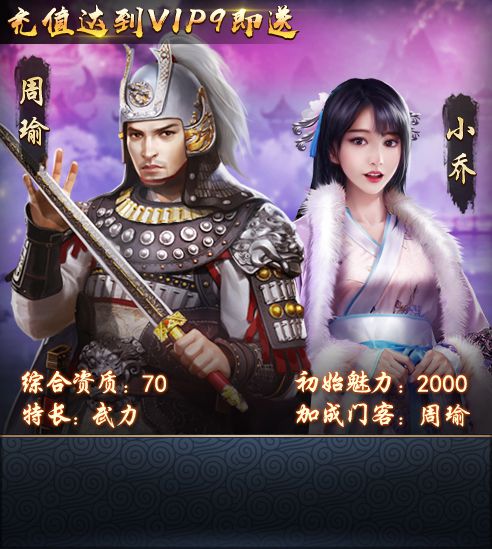 充值达到VIP9即送
周瑜
小乔
综合资质：70
特长：武力
初始魅力：2000
加成门客：周瑜